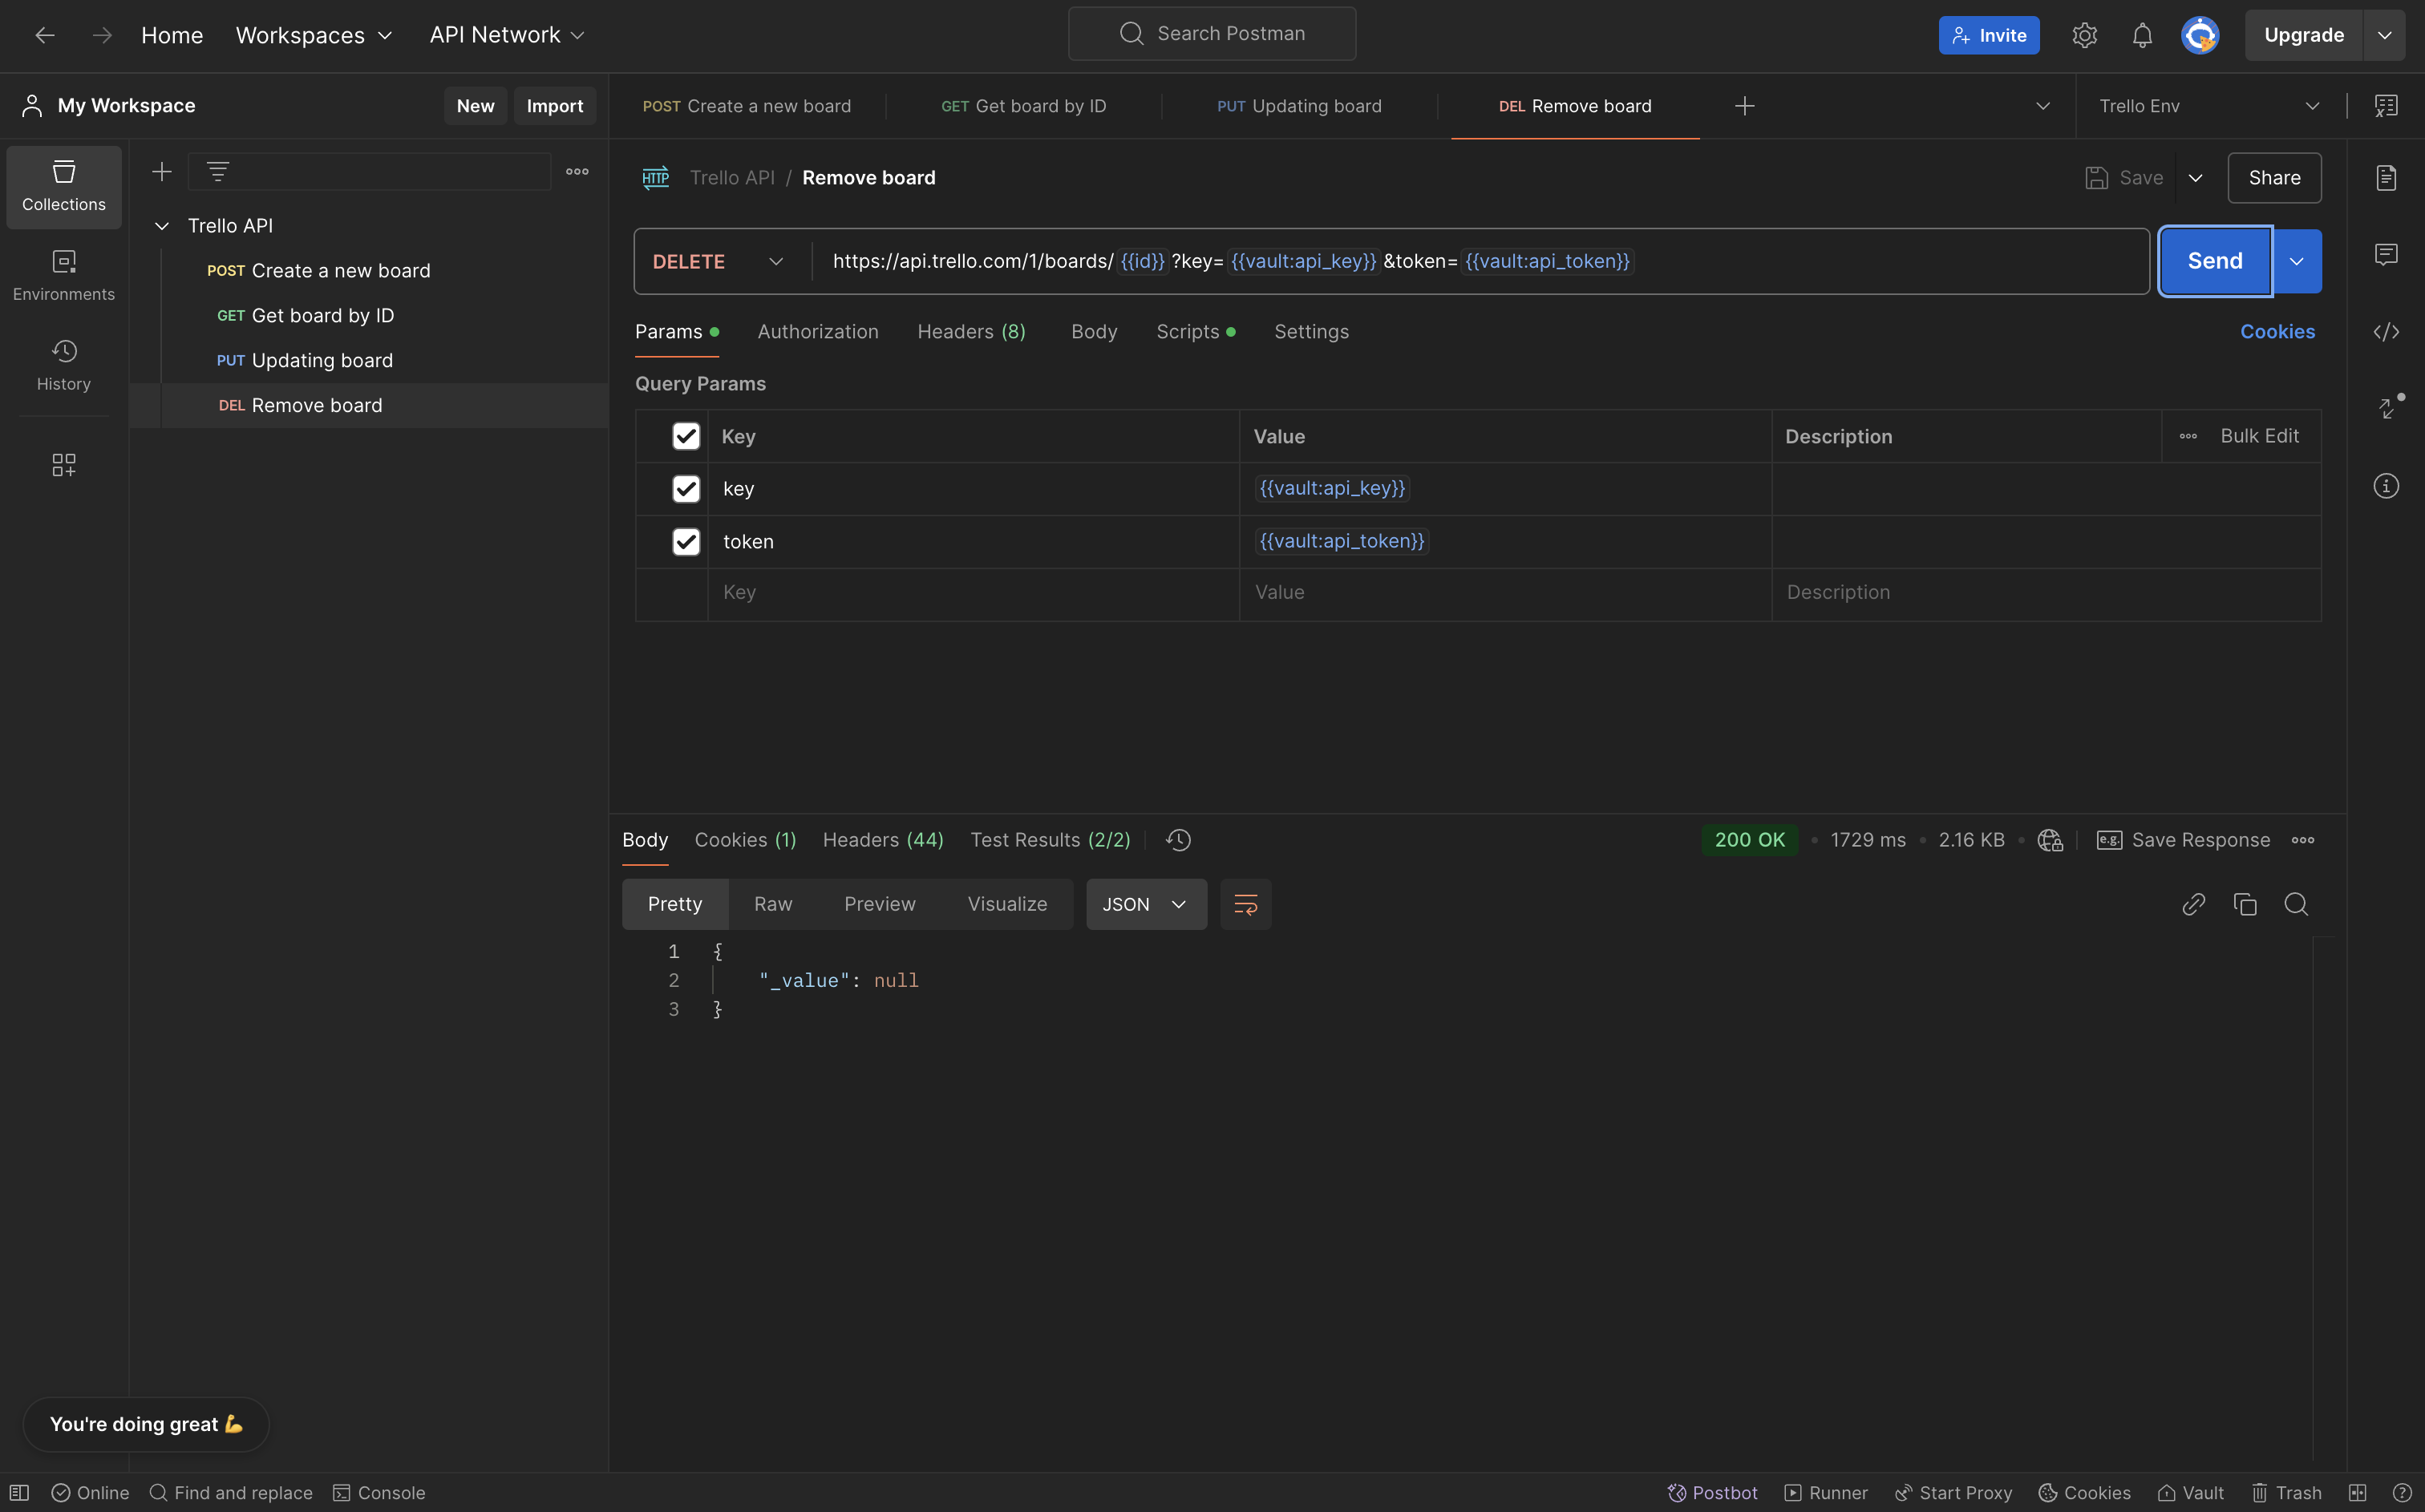 Home Workspaces API Network Search Postman Invite Upgrade
My Workspace New Import POST Create a new board GET Get board by ID PUT Updating board DEL Remove board Trello Env
Collections
Environments
History
Trello API
POST Create a new board
GET Get board by ID
PUT Updating board
DEL Remove board
HTTP Trello API / Remove board Save Share
DELETE https://api.trello.com/1/boards/ {{id}} ?key= {{vault:api_key}} &token= {{vault:api_token}} Send
Params Authorization Headers (8) Body Scripts Settings Cookies
Query Params
Key Value Description Bulk Edit
key {{vault:api_key}}
token {{vault:api_token}}
Key Value Description
Body Cookies (1) Headers (44) Test Results (2/2) 200 OK • 1729 ms • 2.16 KB • e.g. Save Response
Pretty Raw Preview Visualize JSON
1 {
2 "_value": null
3 }
You're doing great 💪
Online Find and replace Console Postbot Runner Start Proxy Cookies Vault Trash